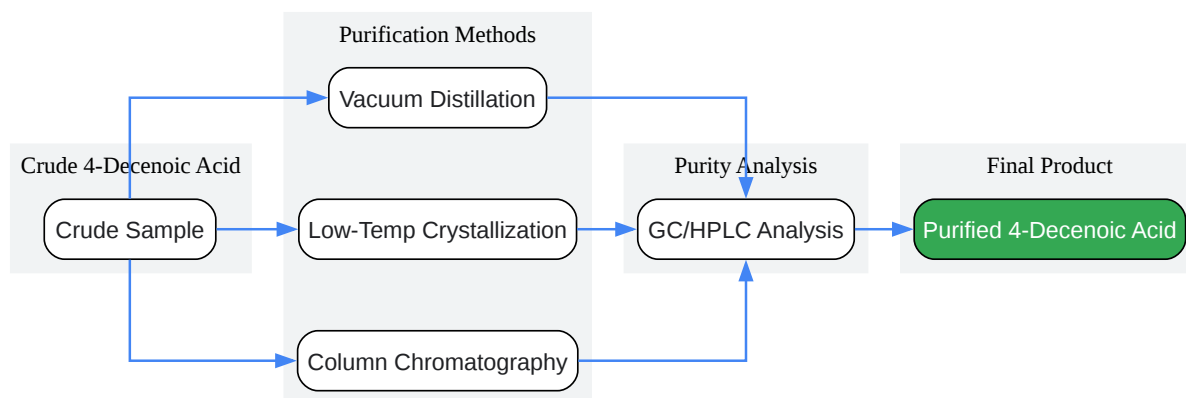 Purification Methods
Vacuum Distillation
Crude 4-Decenoic Acid
Purity Analysis
Final Product
Crude Sample
Low-Temp Crystallization
GC/HPLC Analysis
Purified 4-Decenoic Acid
Column Chromatography